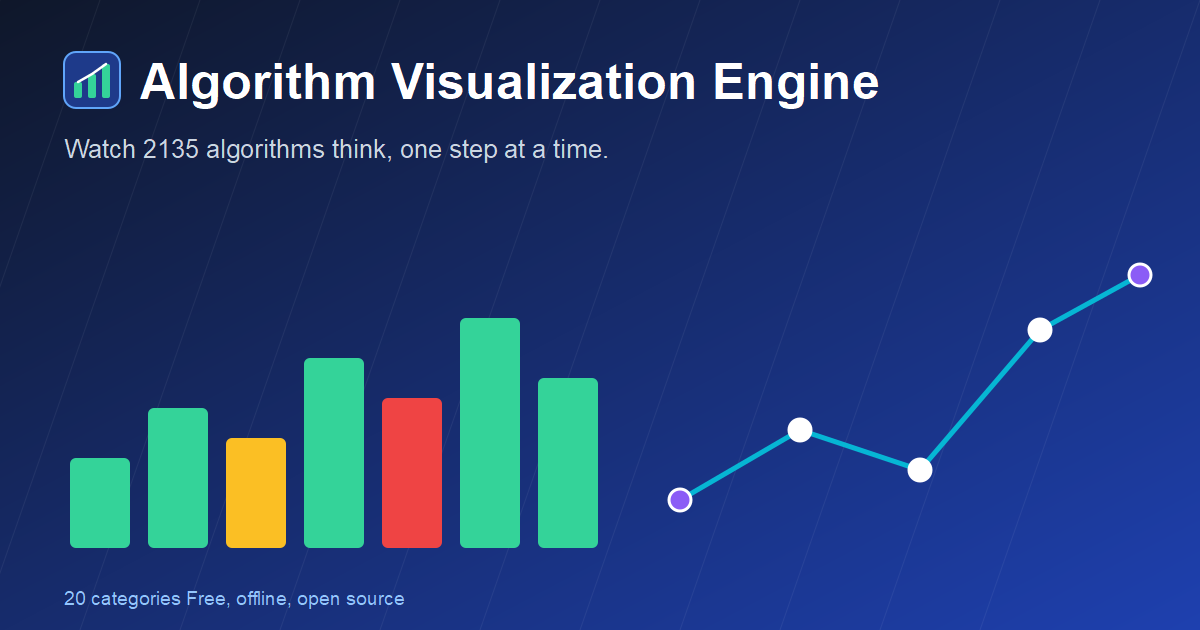 Algorithm Visualization Engine
Watch 2135 algorithms think, one step at a time.
20 categories Free, offline, open source